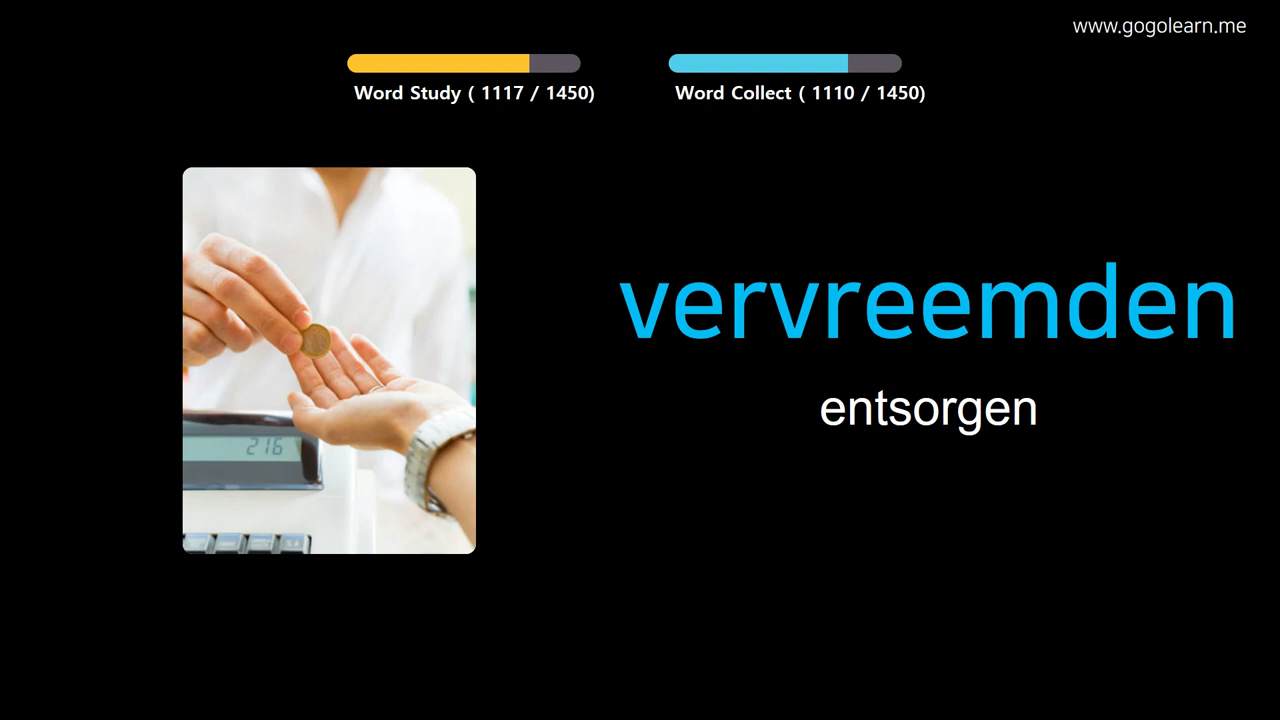 www.gogolearn.me
Word Study ( 1117 / 1450)
Word Collect ( 1110 / 1450)
vervreemden
entsorgen
216